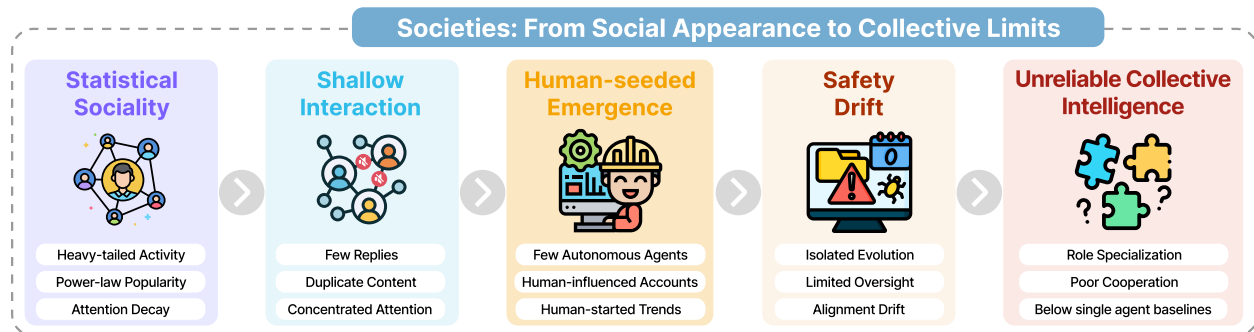 Societies: From Social Appearance to Collective Limits
Statistical
Sociality
Heavy-tailed Activity
Power-law Popularity
Attention Decay
Shallow
Interaction
Few Replies
Duplicate Content
Concentrated Attention
Human-seeded
Emergence
Few Autonomous Agents
Human-influenced Accounts
Human-started Trends
Safety
Drift
Isolated Evolution
Limited Oversight
Alignment Drift
Unreliable Collective
Intelligence
? ?
Role Specialization
Poor Cooperation
Below single agent baselines